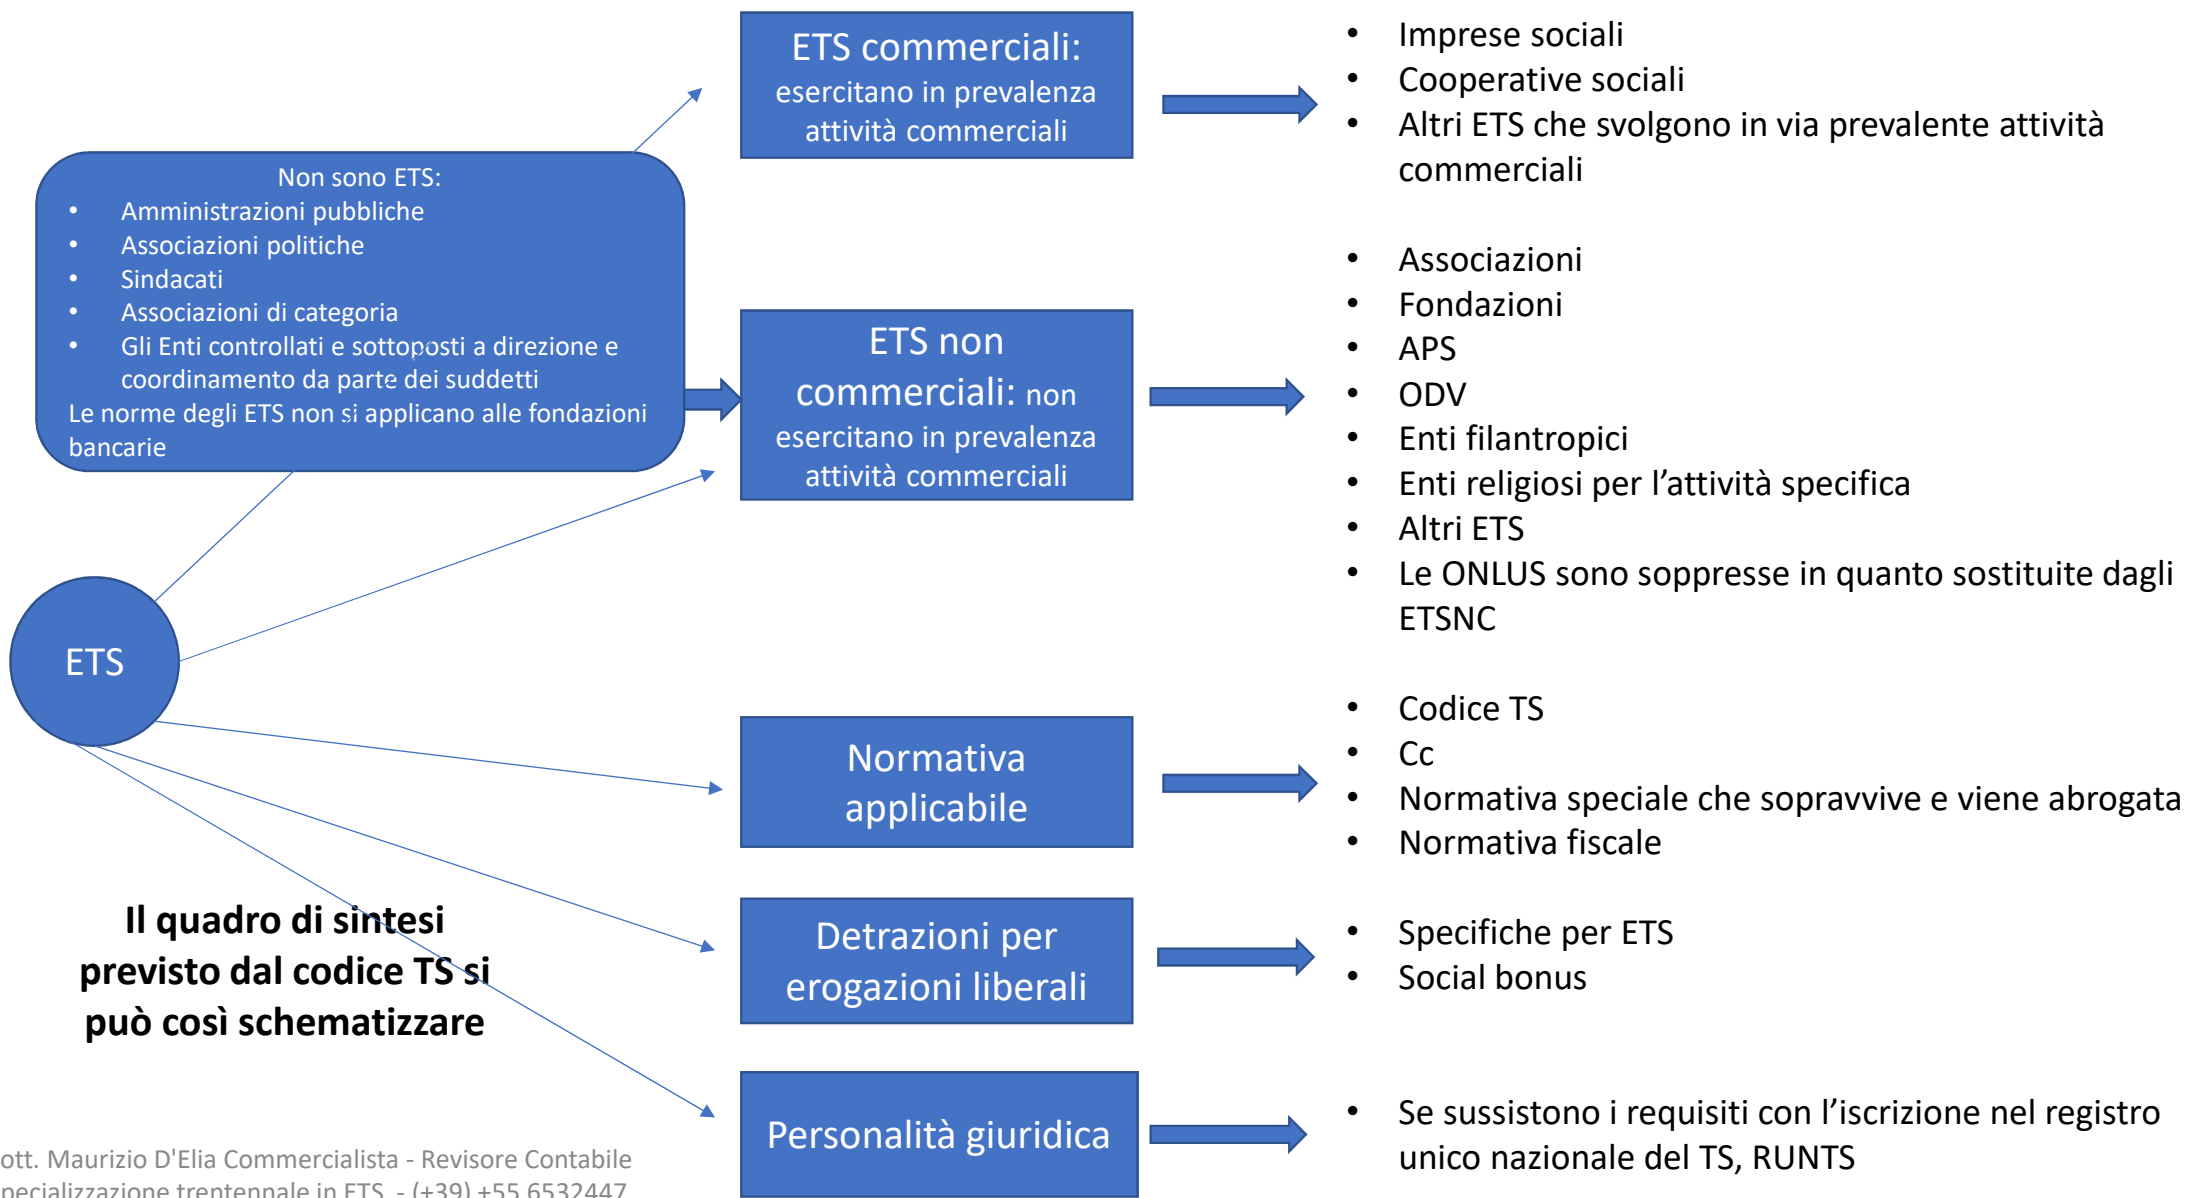 ETS commerciali:
esercitano in prevalenza
attività commerciali
• Imprese sociali
• Cooperative sociali
• Altri ETS che svolgono in via prevalente attività
commerciali
Non sono ETS:
• Amministrazioni pubbliche
• Associazioni politiche
• Sindacati
• Associazioni di categoria
• Gli Enti controllati e sottoposti a direzione e
coordinamento da parte dei suddetti
Le norme degli ETS non si applicano alle fondazioni
bancarie
ETS non
commerciali: non
esercitano in prevalenza
attività commerciali
• Associazioni
• Fondazioni
• APS
• ODV
• Enti filantropici
• Enti religiosi per l’attività specifica
• Altri ETS
• Le ONLUS sono soppresse in quanto sostituite dagli
ETSNC
ETS
Normativa
applicabile
• Codice TS
• Cc
• Normativa speciale che sopravvive e viene abrogata
• Normativa fiscale
Il quadro di sintesi
previsto dal codice TS si
può così schematizzare
Detrazioni per
erogazioni liberali
• Specifiche per ETS
• Social bonus
Personalità giuridica
• Se sussistono i requisiti con l’iscrizione nel registro
unico nazionale del TS, RUNTS
ott. Maurizio D'Elia Commercialista - Revisore Contabile
pecializzazione trentennale in ETS - (+39) +55 6532447